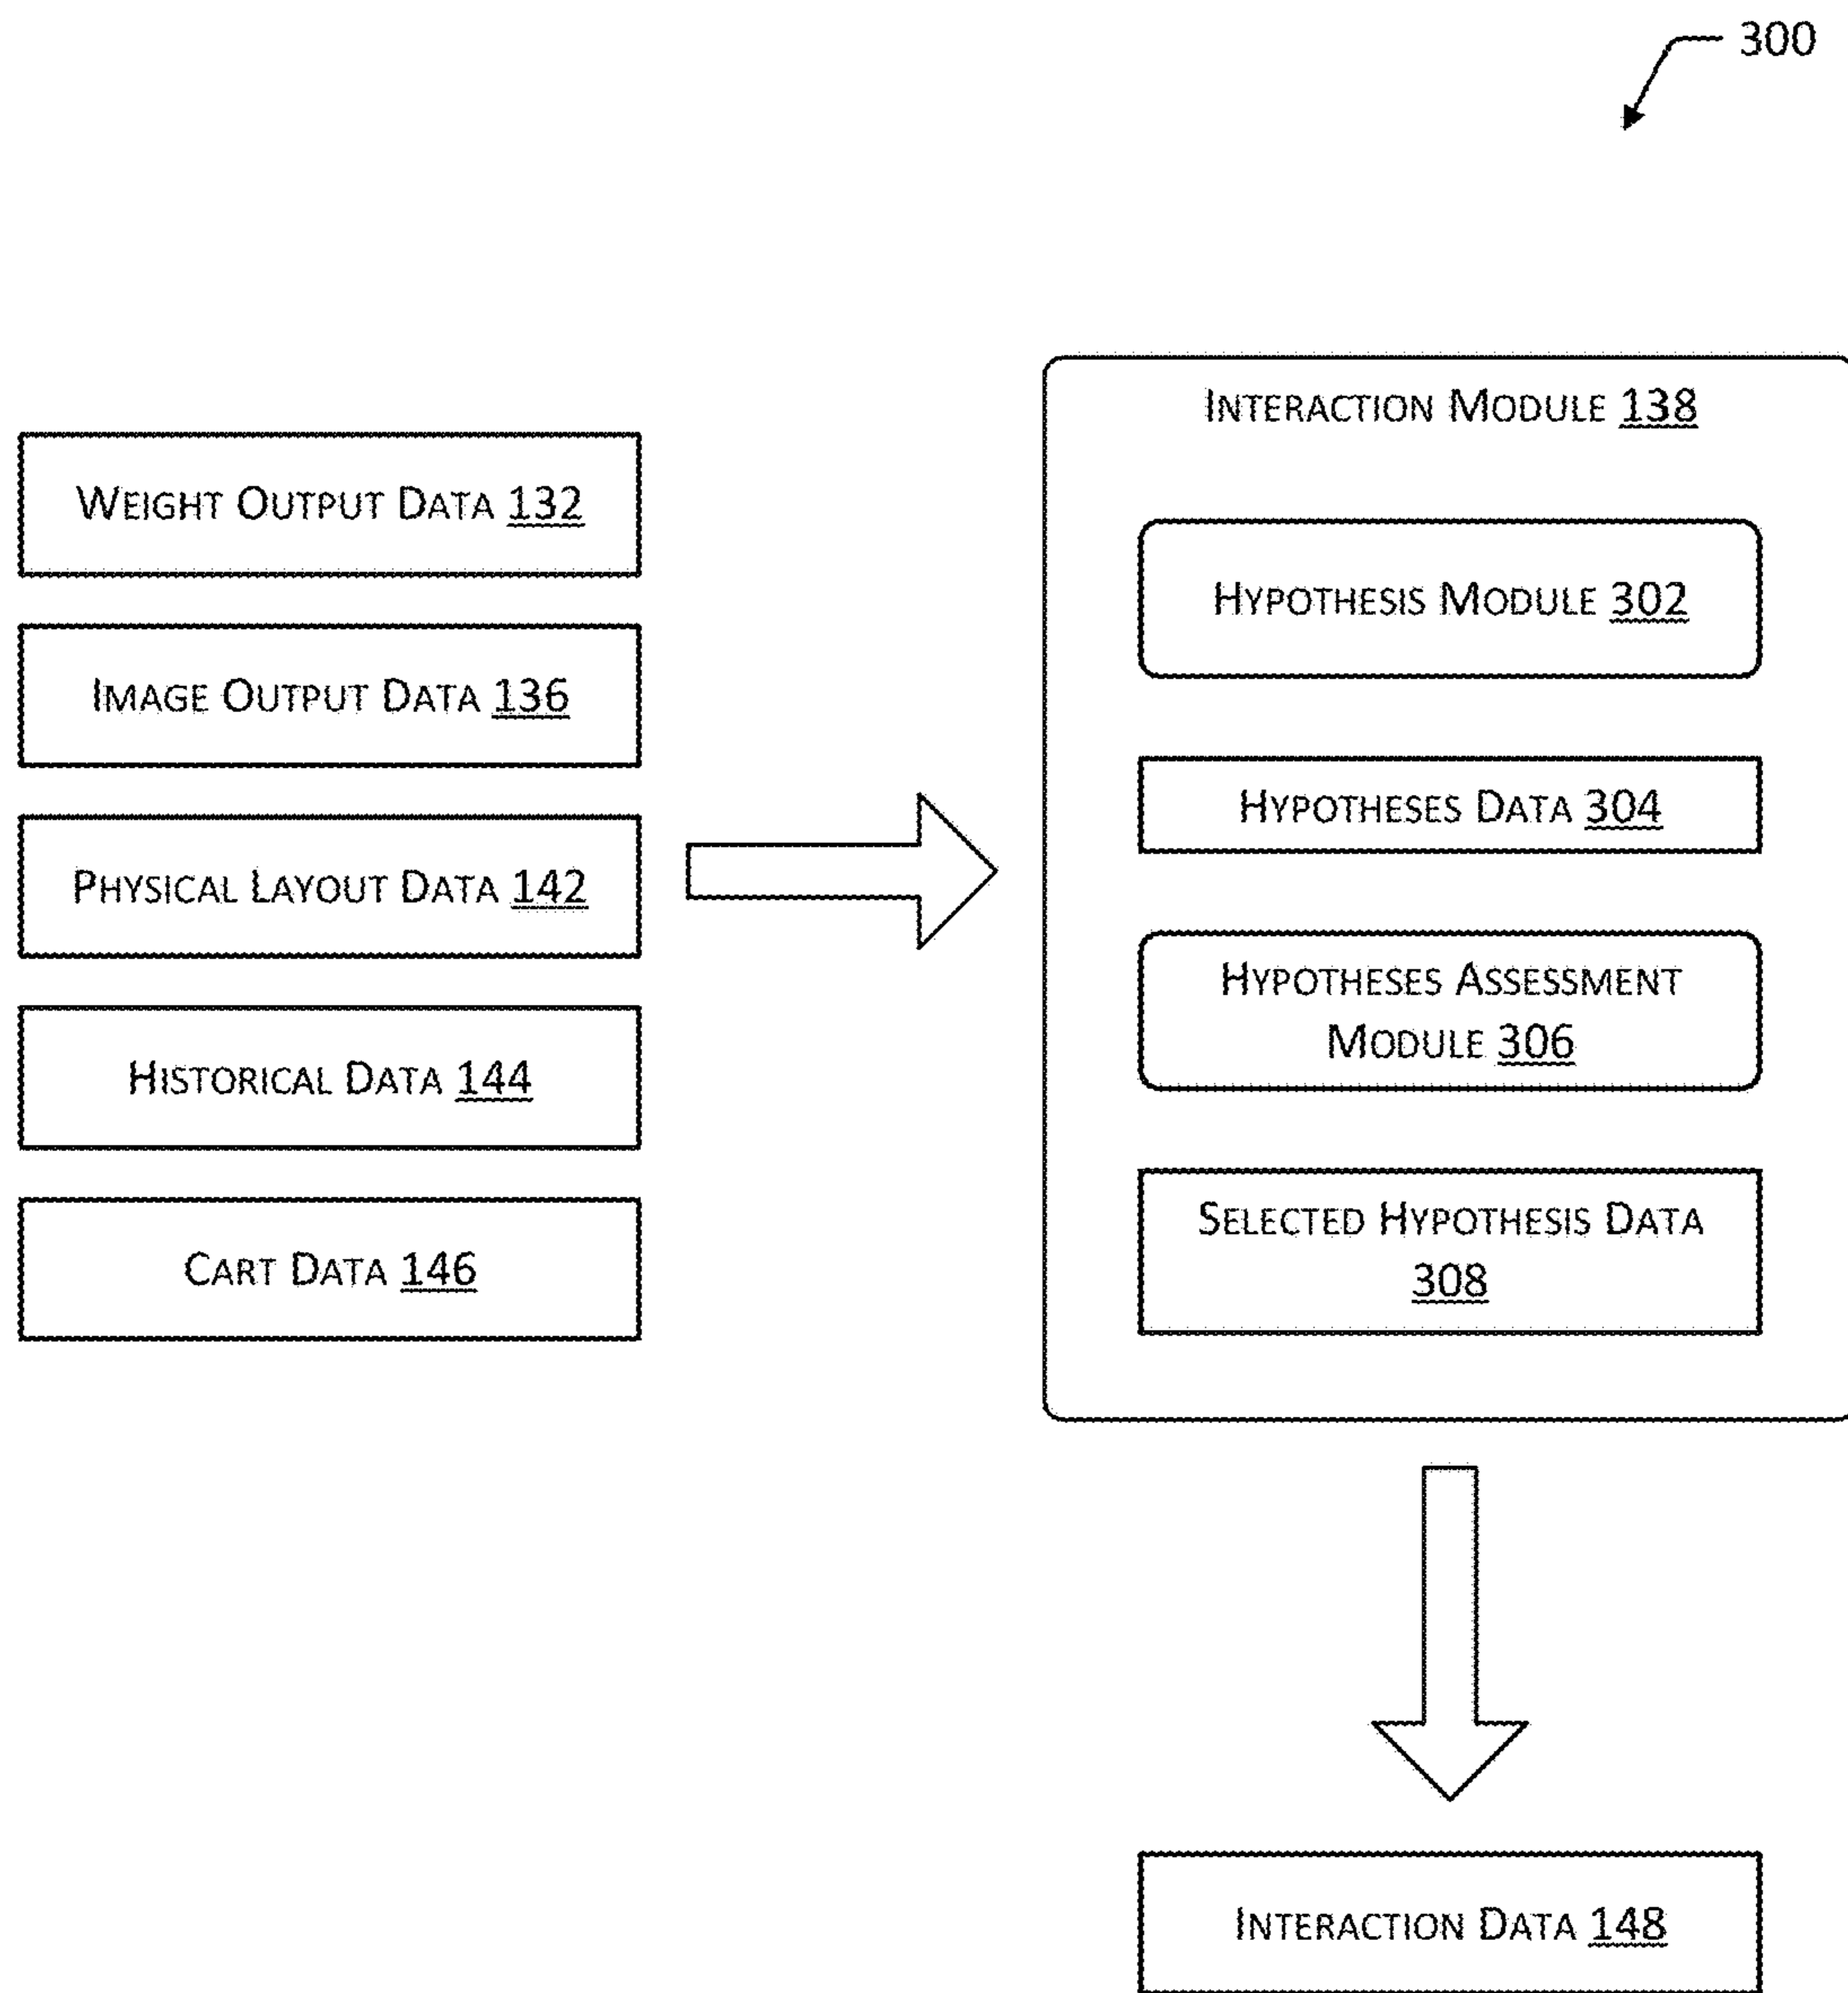 300
WEIGHT OUTPUT DATA 132
IMAGE OUTPUT DATA 136
PHYSICAL LAYOUT DATA 142
HISTORICAL DATA 144
CART DATA 146
INTERACTION MODULE 138
HYPOTHESIS MODULE 302
HYPOTHESES DATA 304
HYPOTHESES ASSESSMENT
MODULE 306
SELECTED HYPOTHESIS DATA
308
INTERACTION DATA 148